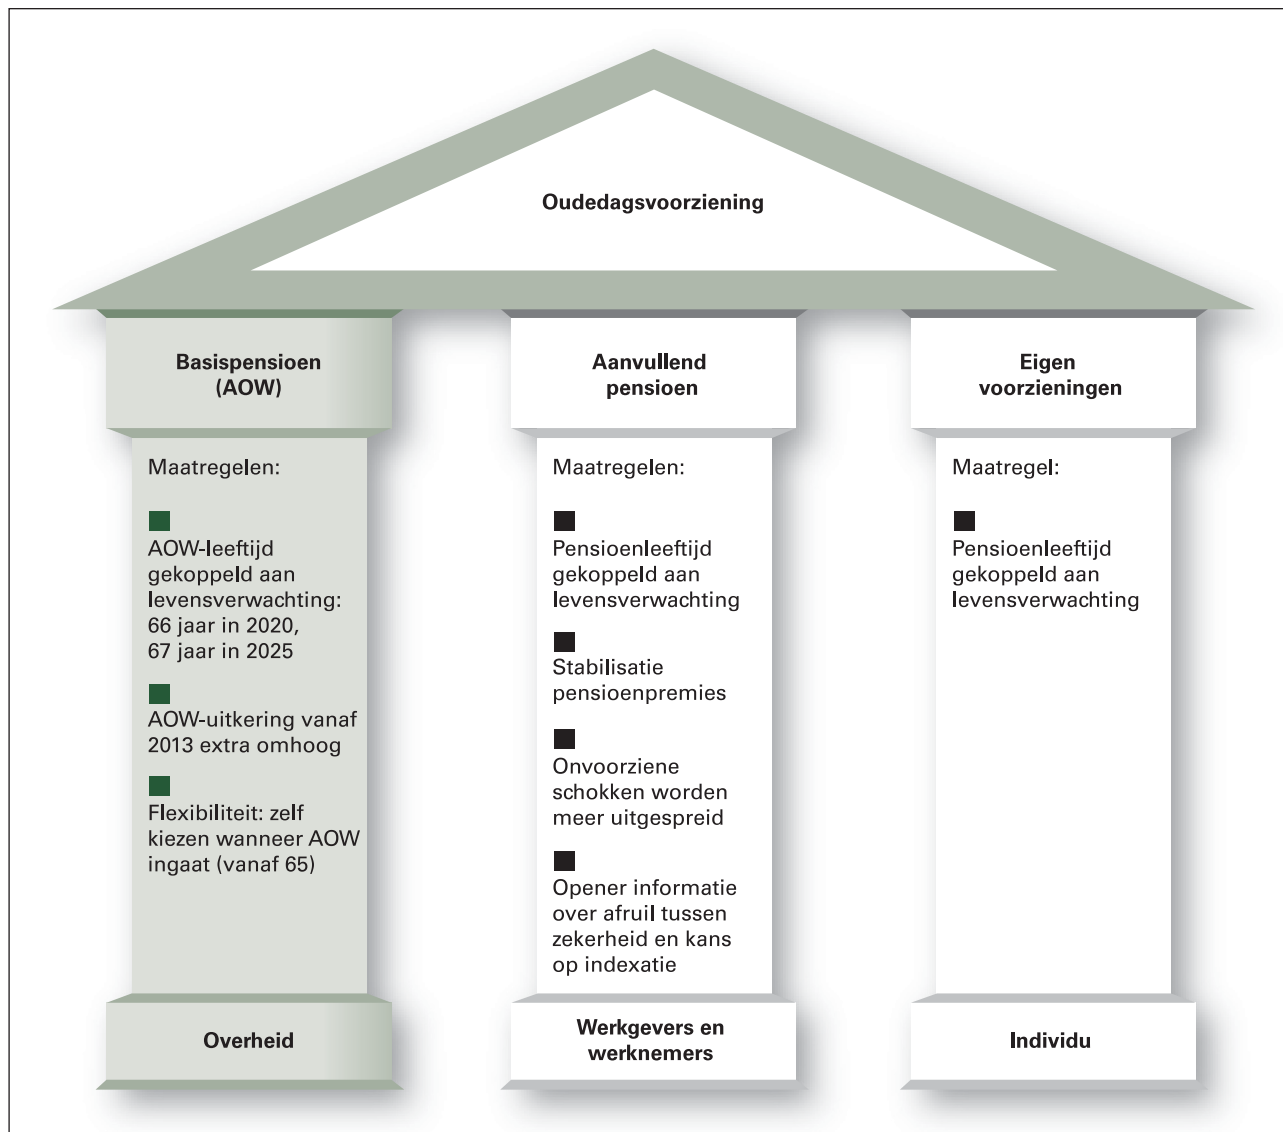 Oudedagsvoorziening
Basispensioen
(AOW)
Maatregelen:
AOW-leeftijd
gekoppeld aan
levensverwachting:
66 jaar in 2020,
67 jaar in 2025
AOW-uitkering vanaf
2013 extra omhoog
Flexibiliteit: zelf
kiezen wanneer AOW
ingaat (vanaf 65)
Overheid
Aanvullend
pensioen
Maatregelen:
Pensioenleeftijd
gekoppeld aan
levensverwachting
Stabilisatie
pensioenpremies
Onvoorziene
schokken worden
meer uitgespreid
Opener informatie
over afruil tussen
zekerheid en kans
op indexatie
Werkgevers en
werknemers
Eigen
voorzieningen
Maatregel:
Pensioenleeftijd
gekoppeld aan
levensverwachting
Individu